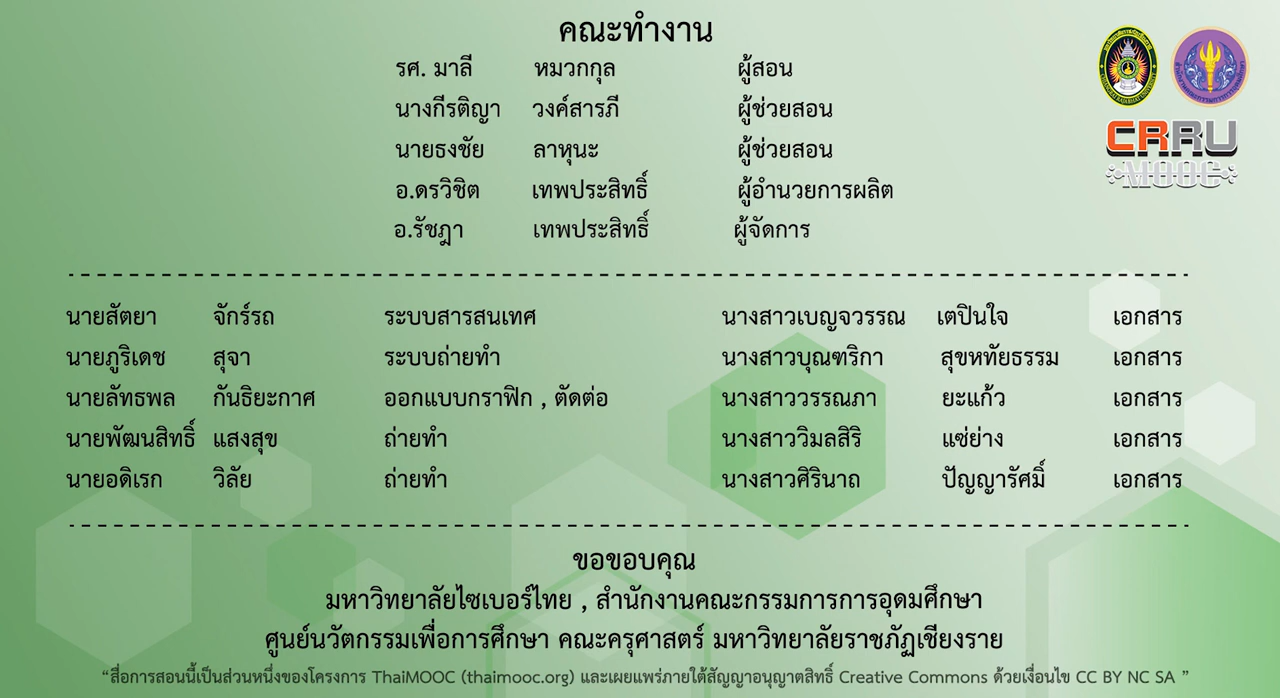 คณะทำงาน
รศ. มาลี หมวกกุล ผู้สอน
นางกีรติญา วงค์สารภี ผู้ช่วยสอน
นายธงชัย ลาหุนะ ผู้ช่วยสอน
อ.ดรวิชิต เทพประสิทธิ์ ผู้อำนวยการผลิต
อ.รัชฎา เทพประสิทธิ์ ผู้จัดการ
CRRU
MOOC
นายสัตยา จักร์รถ ระบบสารสนเทศ นางสาวเบญจวรรณ เตปินใจ เอกสาร
นายภูริเดช สุจา ระบบถ่ายทำ นางสาวบุณฑริกา สุขหทัยธรรม เอกสาร
นายลัทธพล กันธิยะกาศ ออกแบบกราฟิก , ตัดต่อ นางสาววรรณภา ยะแก้ว เอกสาร
นายพัฒนสิทธิ์ แสงสุข ถ่ายทำ นางสาววิมลสิริ แซ่ย่าง เอกสาร
นายอดิเรก วิลัย ถ่ายทำ นางสาวศิรินาถ ปัญญารัศมิ์ เอกสาร
ขอขอบคุณ
มหาวิทยาลัยไซเบอร์ไทย , สำนักงานคณะกรรมการการอุดมศึกษา
ศูนย์นวัตกรรมเพื่อการศึกษา คณะครุศาสตร์ มหาวิทยาลัยราชภัฏเชียงราย
“สื่อการสอนนี้เป็นส่วนหนึ่งของโครงการ ThaiMOOC (thaimooc.org) และเผยแพร่ภายใต้สัญญาอนุญาตสิทธิ์ Creative Commons ด้วยเงื่อนไข CC BY NC SA ”